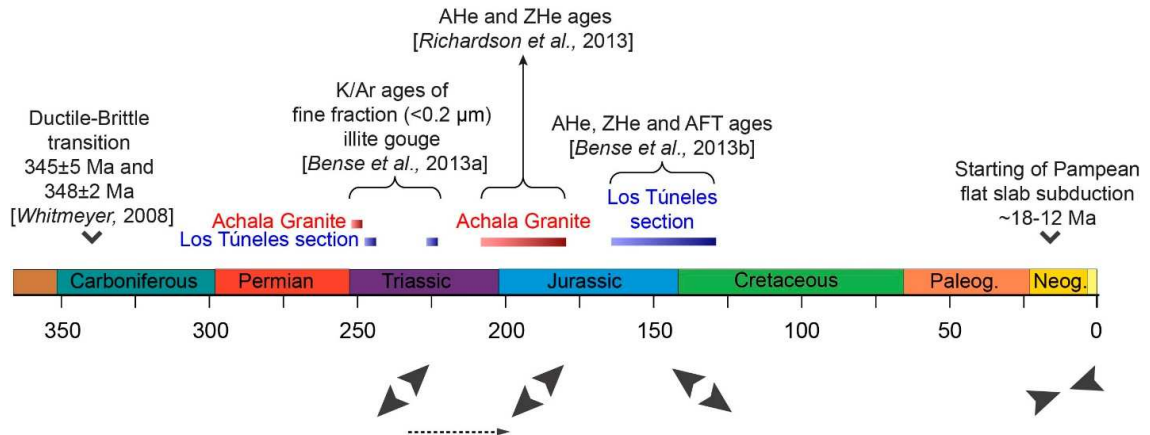 AHe and ZHe ages
[Richardson et al., 2013]
K/Ar ages of
fine fraction (<0.2 μm)
illite gouge
[Bense et al., 2013a]
Ductile-Brittle
transition
345±5 Ma and
348±2 Ma
[Whitmeyer, 2008]
AHe, ZHe and AFT ages
[Bense et al., 2013b]
Starting of Pampean
flat slab subduction
~18-12 Ma
Achala Granite
Los Túneles section
Achala Granite
Los Túneles
section
Carboniferous Permian Triassic Jurassic Cretaceous Paleog. Neog.
350 300 250 200 150 100 50 0